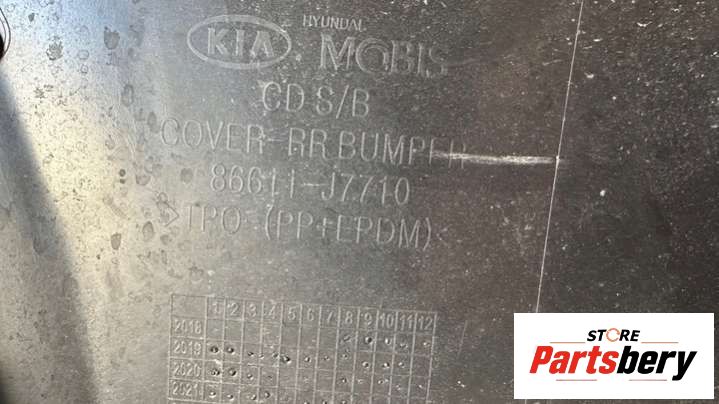 KIA HYUNDAI
MOBIS
CD S/B
COVER-RR BUMPER
86611-J7710
>TPO-(PP+EPDM)<
1 2 3 4 5 6 7 8 9 10 11 12
2018
2019
2020
2021
STORE
Partsbery